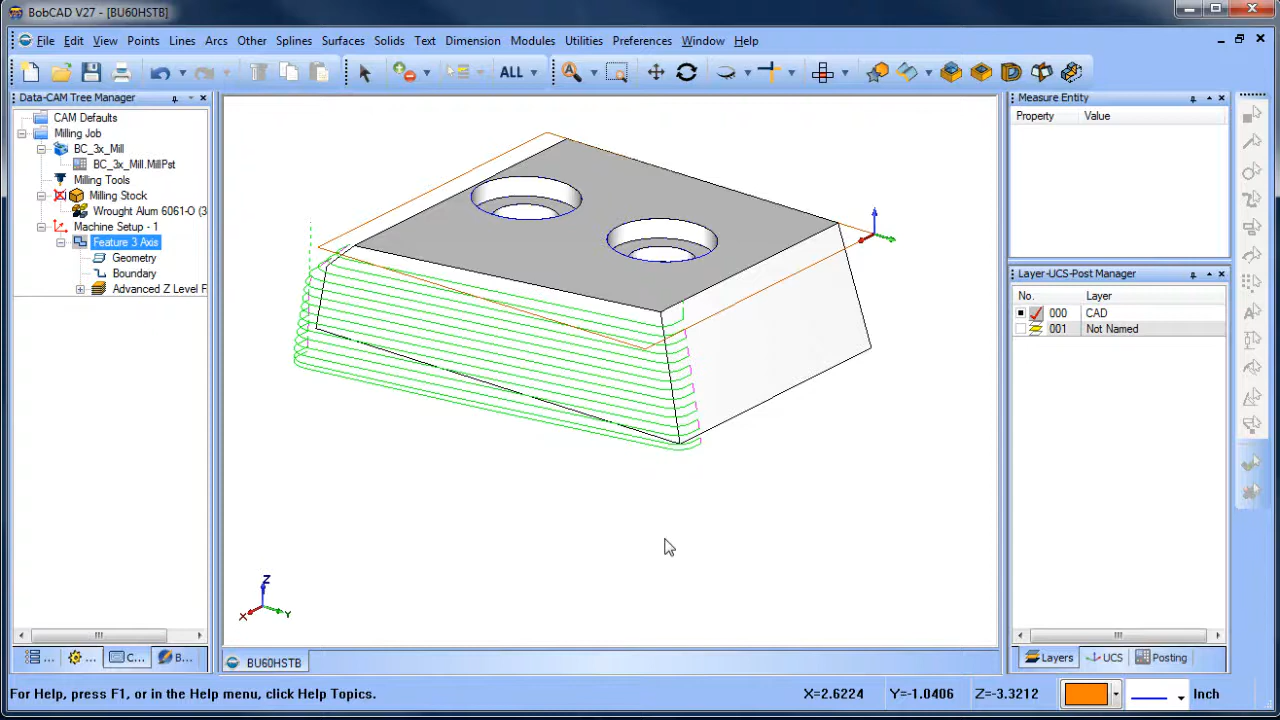 BobCAD V27 - [BU60HSTB]
File Edit View Points Lines Arcs Other Splines Surfaces Solids Text Dimension Modules Utilities Preferences Window Help
ALL
Data-CAM Tree Manager
CAM Defaults
Milling Job
BC_3x_Mill
BC_3x_Mill.MillPst
Milling Tools
Milling Stock
Wrought Alum 6061-O (3
Machine Setup - 1
Feature 3 Axis
Geometry
Boundary
Advanced Z Level F
... ... C... B...
Z
X
Y
BU60HSTB
Measure Entity
Property Value
Layer-UCS-Post Manager
No. Layer
000 CAD
001 Not Named
Layers UCS Posting
For Help, press F1, or in the Help menu, click Help Topics.
X=2.6224 Y=-1.0406 Z=-3.3212 Inch